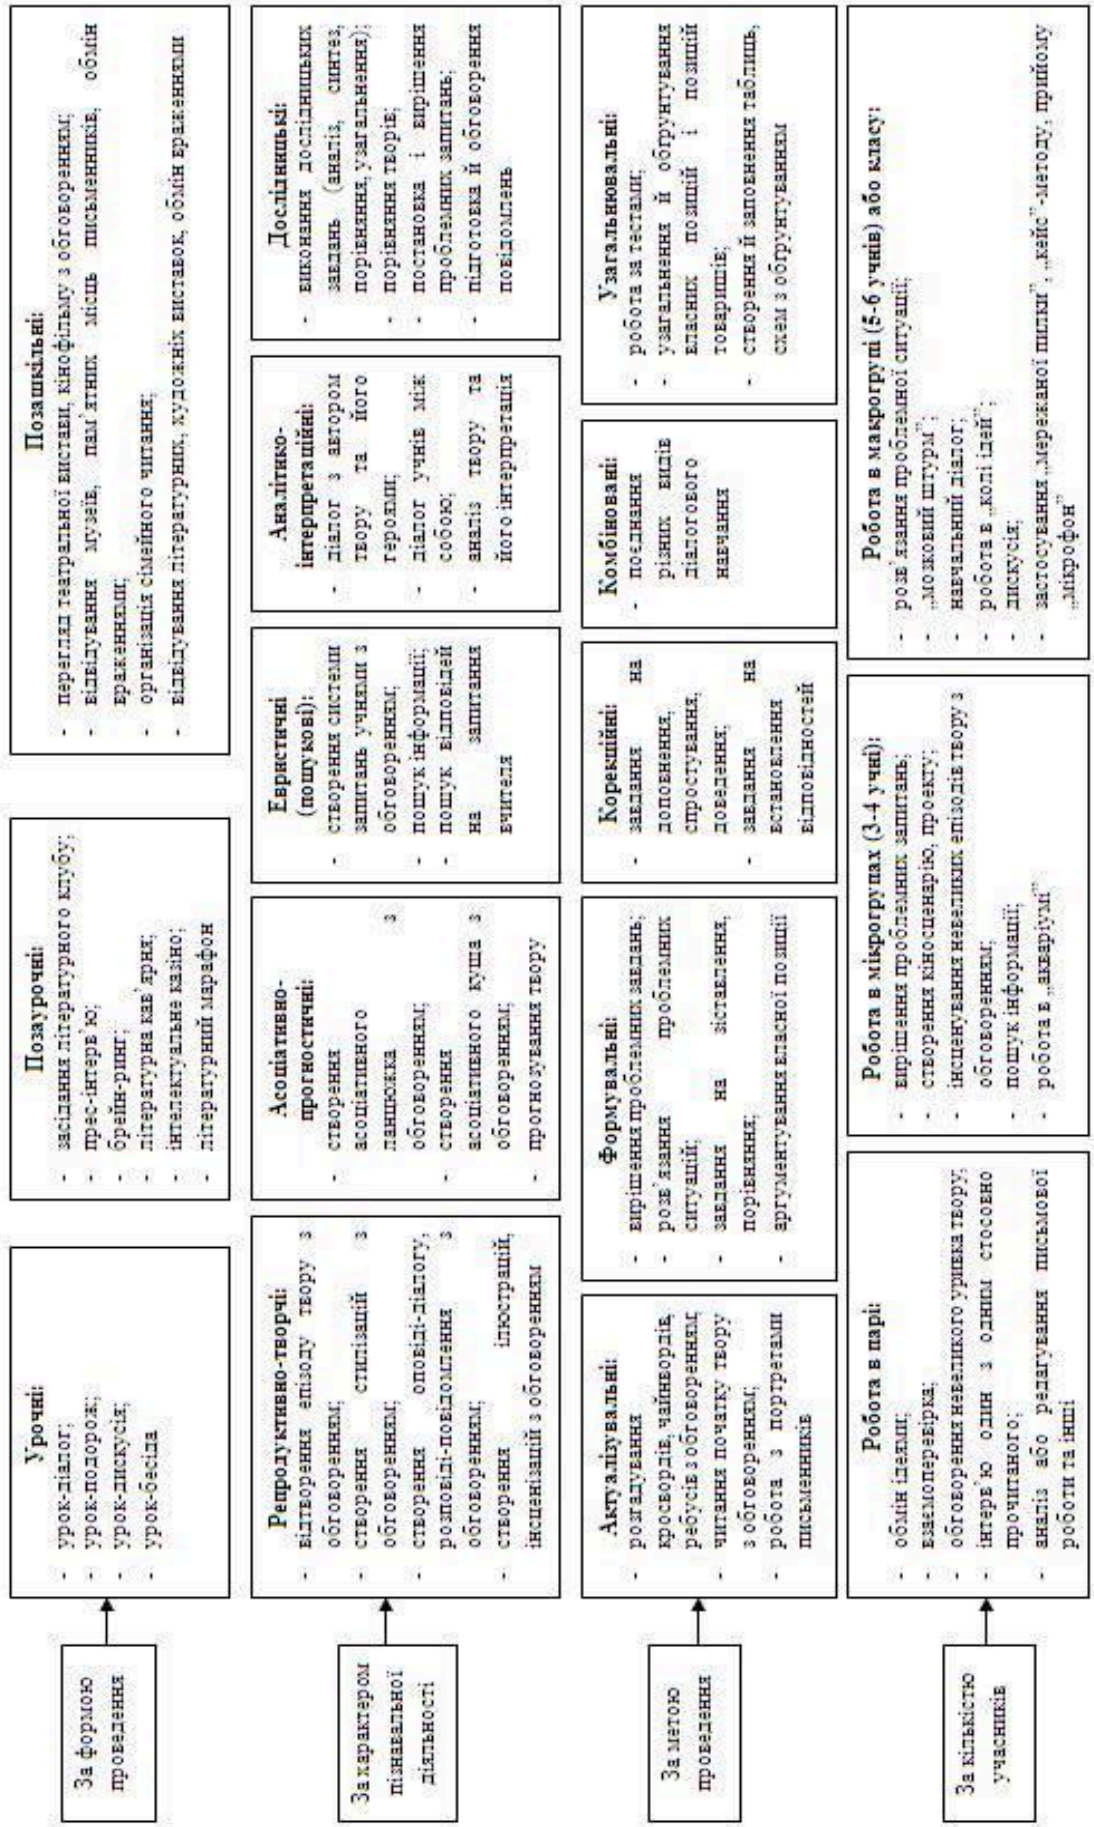 За формою
проведення
Урочні:
- урок-діалог;
- урок-подорож;
- урок-дискусія;
- урок-бесіда
Позаурочні:
- засідання літературного клубу;
- прес-інтерв’ю;
- брейн-ринг;
- літературна кав’ярня;
- інтелектуальне казіно;
- літературний марафон
Позашкільні:
- перегляд театральної вистави, кінофільму з обговоренням;
- відвідування музеїв, пам’ятних місць письменників, обмін
враженнями;
- організація сімейного читання;
- відвідування літературних, художніх виставок, обмін враженнями
За характером
пізнавальної
діяльності
Репродуктивно-творчі:
- відтворення епізоду твору з
обговоренням;
- створення стилізацій з
обговоренням;
- створення оповіді-діалогу,
розповіді-повідомлення з
обговоренням;
- створення ілюстрацій,
інсценізацій з обговоренням
Асоціативно-
прогностичні:
- створення
асоціативного
ланцюжка з
обговоренням;
- створення
асоціативного куща з
обговоренням;
- прогнозування твору
Евристичні
(пошукові):
- створення системи
запитань учнями з
обговоренням;
- пошук інформації;
- пошук відповідей
на запитання
вчителя
Аналітико-
інтерпретаційні:
- діалог з автором
твору та його
героями;
- діалог учнів між
собою;
- аналіз твору та
його інтерпретація
Дослідницькі:
- виконання дослідницьких
завдань (аналіз, синтез,
порівняння, узагальнення);
- порівняння творів;
- постановка і вирішення
проблемних запитань;
- підготовка й обговорення
повідомлень
За метою
проведення
Актуалізувальні:
- розгадування
кросвордів, чайнвордів,
ребусів з обговоренням;
- читання початку твору
з обговоренням;
- робота з портретами
письменників
Формувальні:
- вирішення проблемних завдань;
- розв’язання проблемних
ситуацій;
- завдання на зіставлення,
порівняння;
- аргументування власної позиції
Корекційні:
- завдання на
доповнення,
спростування,
доведення;
- завдання на
встановлення
відповідностей
Комбіновані:
- поєднання
різних видів
діалогового
навчання
Узагальнювальні:
- робота за тестами;
- узагальнення й обґрунтування
власних позицій і позицій
товаришів;
- створення й заповнення таблиць,
схем з обґрунтуванням
За кількістю
учасників
Робота в парі:
- обмін ідеями;
- взаємоперевірка;
- обговорення невеликого уривка твору;
- інтерв’ю один з одним стосовно
прочитаного;
- аналіз або редагування письмової
роботи та інші
Робота в мікрогрупах (3-4 учні):
- вирішення проблемних запитань;
- створення кіносценарію, проекту;
- інсценування невеликих епізодів твору з
обговоренням;
- пошук інформації;
- робота в „акваріумі”
Робота в макрогрупі (5-6 учнів) або класу:
- розв’язання проблемної ситуації;
- „мозковий штурм”;
- навчальний діалог;
- робота в „колі ідей”;
- дискусія;
- застосування „мережаної пилки”, „кейс”-методу, прийому
„мікрофон”